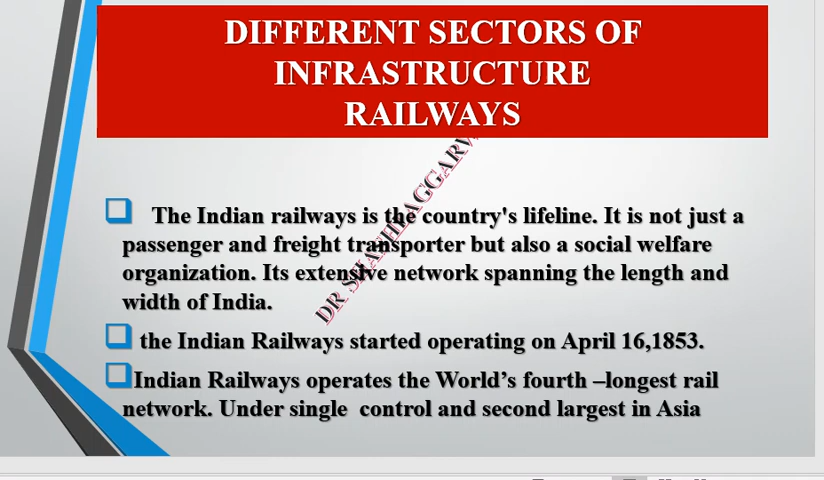 DIFFERENT SECTORS OF
INFRASTRUCTURE
RAILWAYS
The Indian railways is the country's lifeline. It is not just a
passenger and freight transporter but also a social welfare
organization. Its extensive network spanning the length and
width of India.
the Indian Railways started operating on April 16,1853.
Indian Railways operates the World’s fourth –longest rail
network. Under single control and second largest in Asia
DR